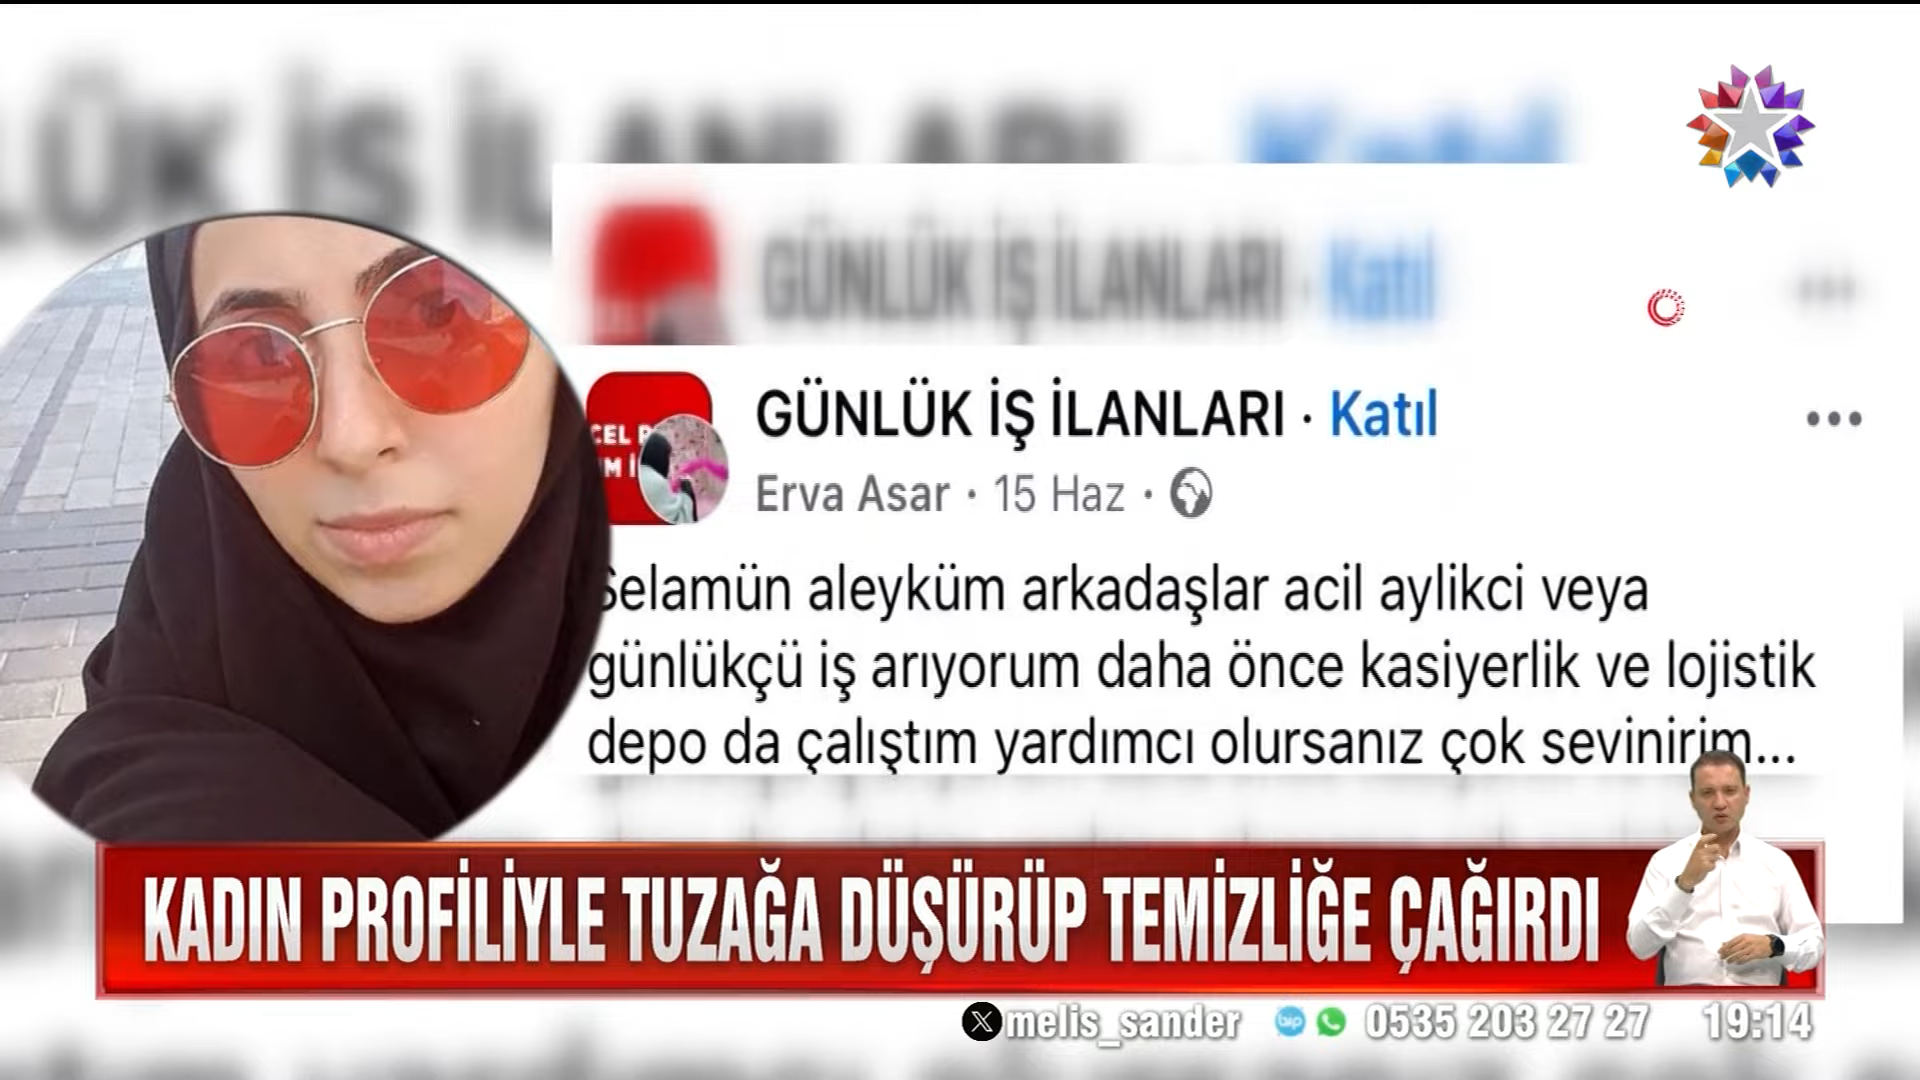 GÜNLÜK İŞ İLANLARI · Katıl
GÜNLÜK İŞ İLANLARI · Katıl
Erva Asar · 15 Haz ·
Selamün aleyküm arkadaşlar acil aylikci veya
günlükçü iş arıyorum daha önce kasiyerlik ve lojistik
depo da çalıştım yardımcı olursanız çok sevinirim...
KADIN PROFİLİYLE TUZAĞA DÜŞÜRÜP TEMİZLİĞE ÇAĞIRDI
melis_sander bip 0535 203 27 27 19:14